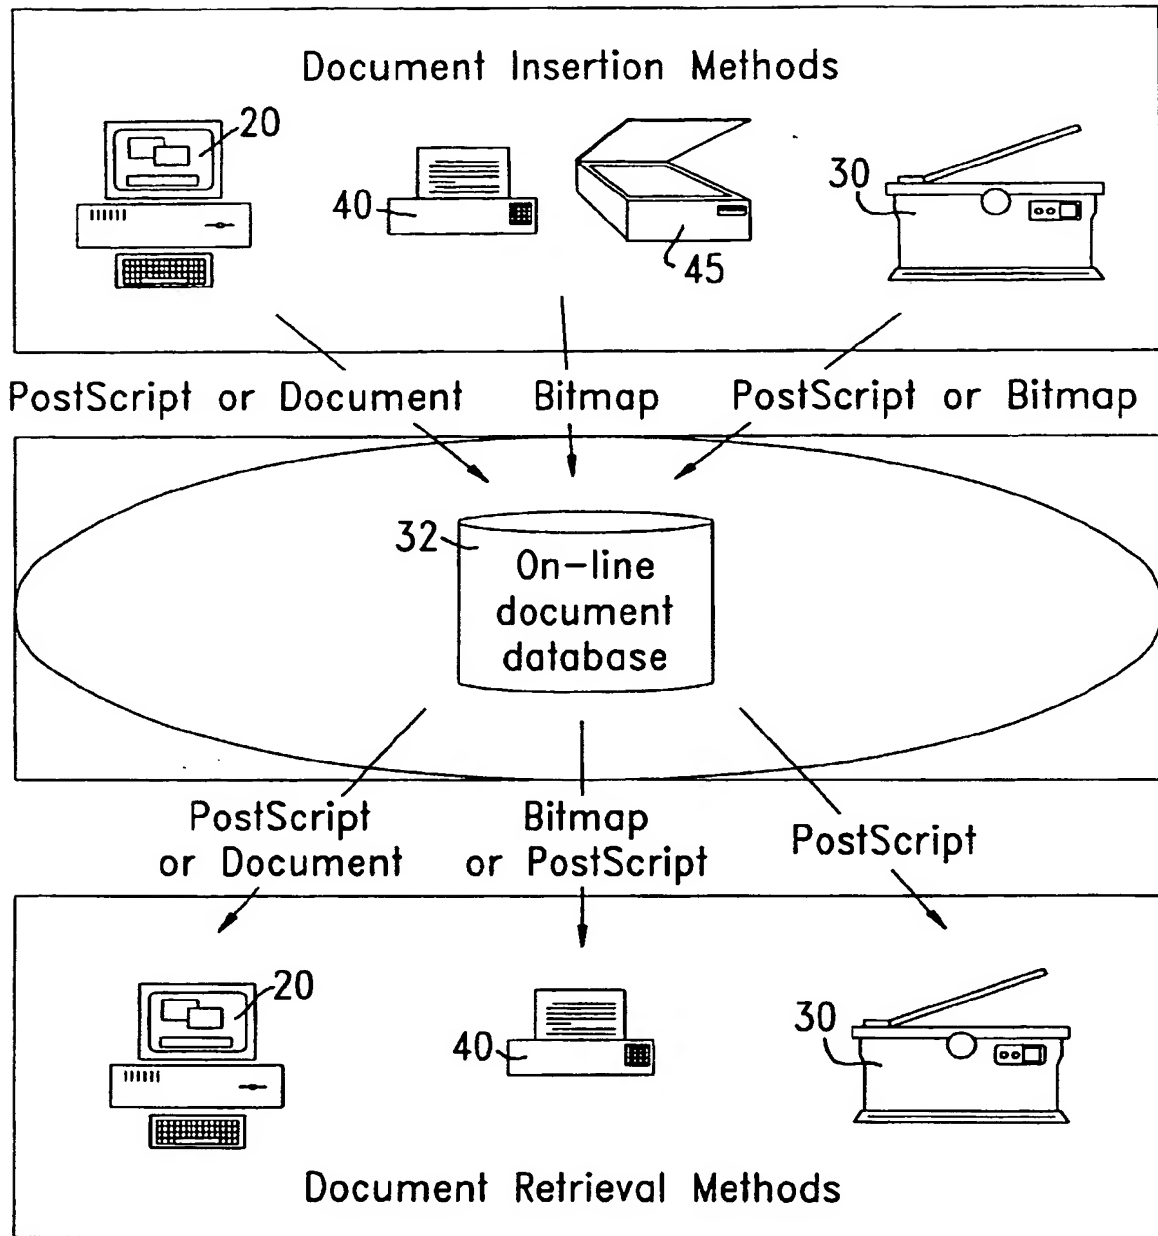 Document Insertion Methods
20
40
45
30
PostScript or Document
Bitmap
PostScript or Bitmap
32
On-line
document
database
PostScript
or Document
Bitmap
or PostScript
PostScript
20
40
30
Document Retrieval Methods